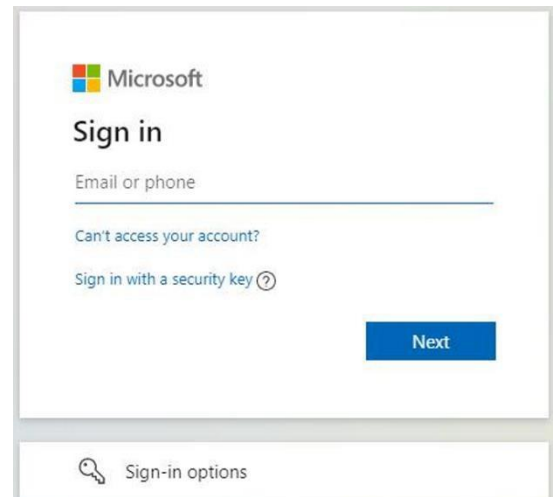 Microsoft
Sign in
Email or phone
Can't access your account?
Sign in with a security key
Next
Sign-in options